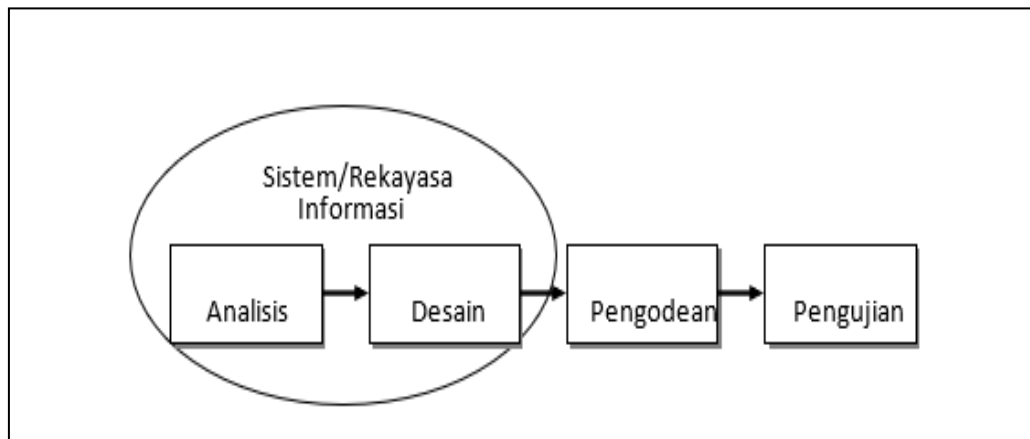 Sistem/Rekayasa
Informasi
Analisis
Desain
Pengodean
Pengujian